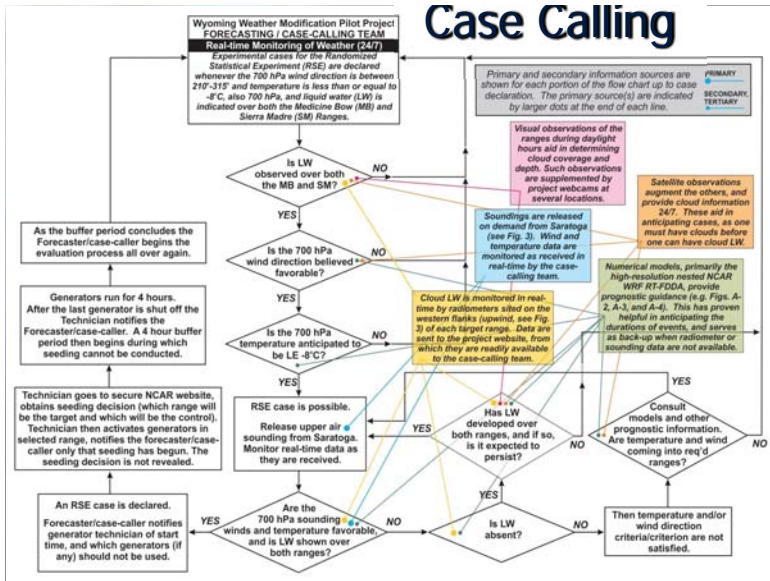 Case Calling
Wyoming Weather Modification Pilot Project
FORECASTING / CASE-CALLING TEAM
Real-time Monitoring of Weather (24/7)
Experimental cases for the Randomized
Statistical Experiment (RSE) are declared
whenever the 700 hPa wind direction is between
210°-315° and temperature is less than or equal to
-8°C, also 700 hPa, and liquid water (LW) is
indicated over both the Medicine Bow (MB) and
Sierra Madre (SM) Ranges.
Primary and secondary information sources are
shown for each portion of the flow chart up to case
declaration. The primary source(s) are indicated
by larger dots at the end of each line.
PRIMARY
SECONDARY,
TERTIARY
Visual observations of the
ranges during daylight
hours aid in determining
cloud coverage and
depth. Such observations
are supplemented by
project webcams at
several locations.
Is LW
observed over both
the MB and SM?
NO
YES
Satellite observations
augment the others, and
provide cloud information
24/7. These aid in
anticipating cases, as one
must have clouds before
one can have cloud LW.
Soundings are released
on demand from Saratoga
(see Fig. 3). Wind and
temperature data are
monitored as received in
real-time by the case-
calling team.
As the buffer period concludes the
Forecaster/case-caller begins the
evaluation process all over again.
Is the 700 hPa
wind direction believed
favorable?
NO
YES
Numerical models, primarily the
high-resolution nested NCAR
WRF RT-FDDA, provide
prognostic guidance (e.g. Figs. A-
2, A-3, and A-4). This has proven
helpful in anticipating the
durations of events, and serves
as back-up when radiometer or
sounding data are not available.
Cloud LW is monitored in real-
time by radiometers sited on the
western flanks (upwind, see Fig.
3) of each target range. Data are
sent to the project website, from
which they are readily available
to the case-calling team.
Generators run for 4 hours.
After the last generator is shut off the
Technician notifies the
Forecaster/case-caller. A 4 hour buffer
period then begins during which
seeding cannot be conducted.
Is the 700 hPa
temperature anticipated to
be LE -8°C?
NO
YES
Technician goes to secure NCAR website,
obtains seeding decision (which range will
be the target and which will be the control).
Technician then activates generators in
selected range, notifies the forecaster/case-
caller only that seeding has begun. The
seeding decision is not revealed.
RSE case is possible.
Release upper air
sounding from Saratoga.
Monitor real-time data as
they are received.
YES
Has LW
developed over
both ranges, and if so,
is it expected to
persist?
NO
NO
YES
Consult
models and other
prognostic information.
Are temperature and wind
coming into req'd
ranges?
NO
An RSE case is declared.
Forecaster/case-caller notifies
generator technician of start
time, and which generators (if
any) should not be used.
YES
Are the
700 hPa sounding
winds and temperature favorable,
and is LW shown over
both ranges?
NO
YES
Is LW
absent?
NO
Then temperature and/or
wind direction
criteria/criterion are not
satisfied.